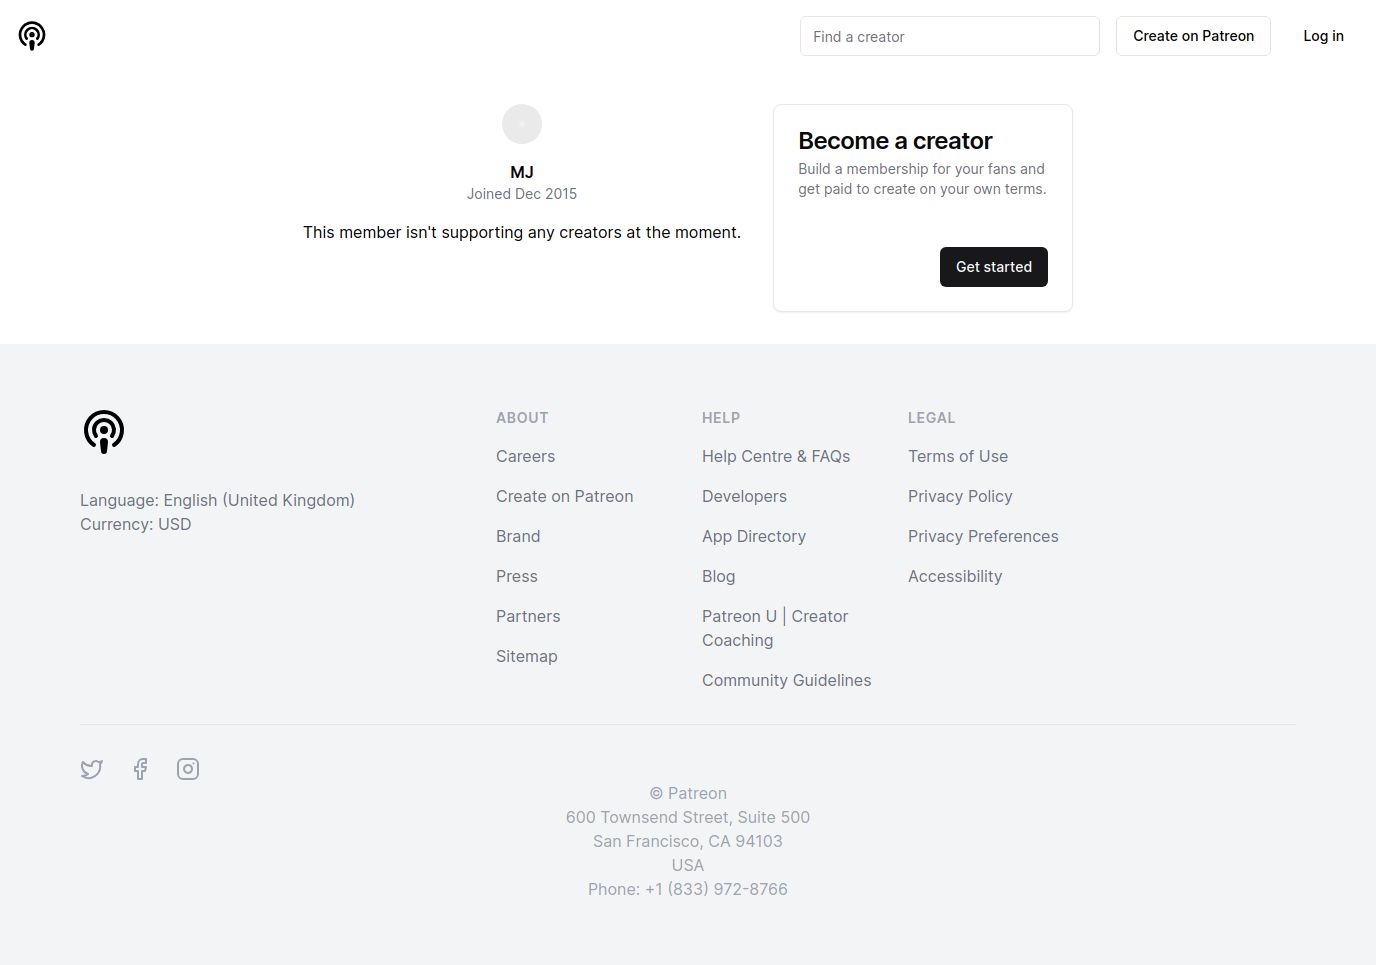 Find a creator
Create on Patreon
Log in
MJ
Joined Dec 2015
This member isn't supporting any creators at the moment.
Become a creator
Build a membership for your fans and
get paid to create on your own terms.
Get started
Language: English (United Kingdom)
Currency: USD
ABOUT
Careers
Create on Patreon
Brand
Press
Partners
Sitemap
HELP
Help Centre & FAQs
Developers
App Directory
Blog
Patreon U | Creator
Coaching
Community Guidelines
LEGAL
Terms of Use
Privacy Policy
Privacy Preferences
Accessibility
© Patreon
600 Townsend Street, Suite 500
San Francisco, CA 94103
USA
Phone: +1 (833) 972-8766